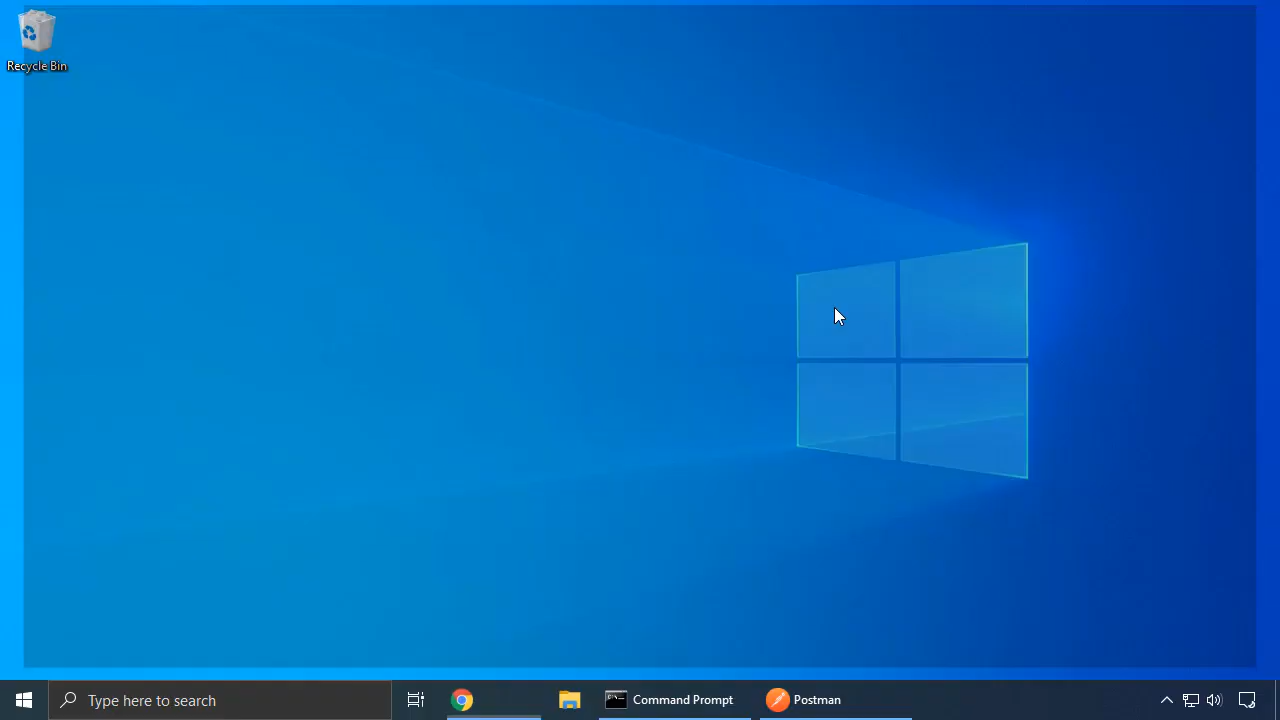 Recycle Bin
Type here to search
Command Prompt
Postman